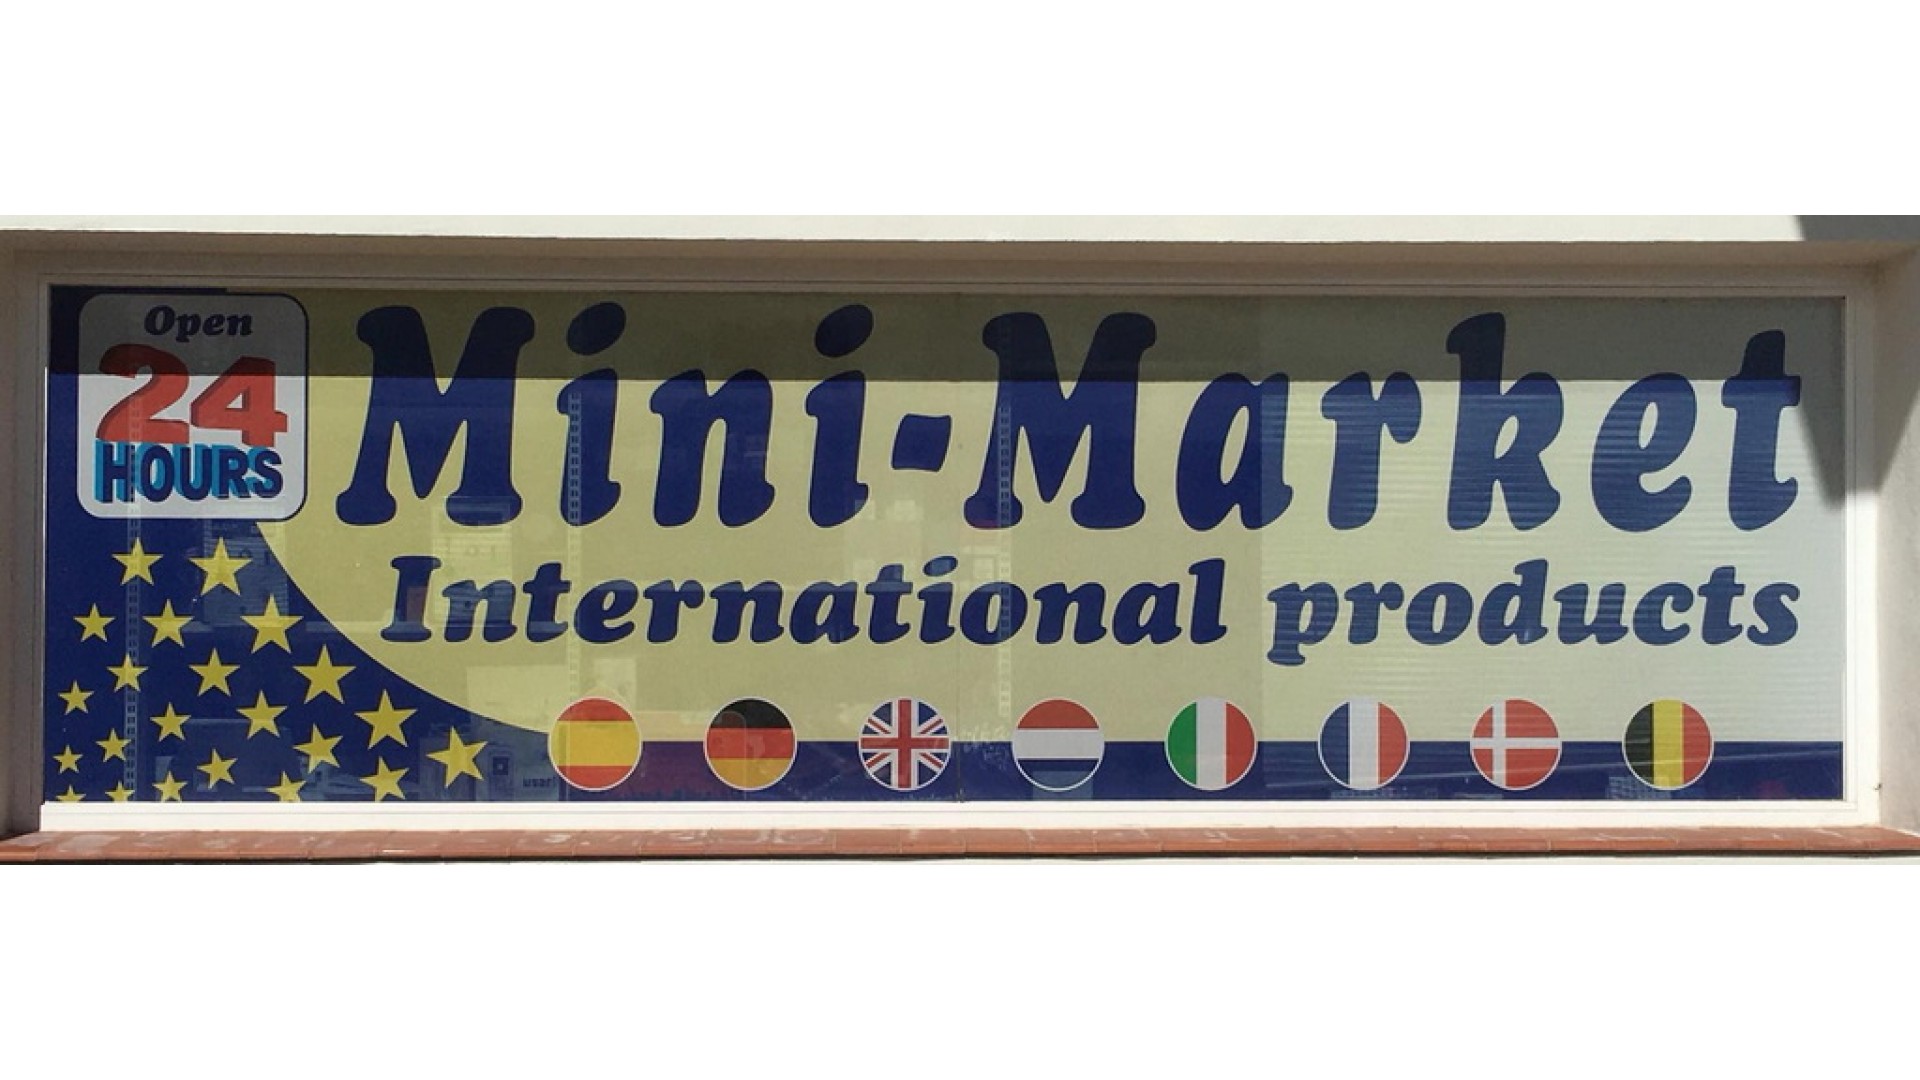 Open
24
HOURS
Mini-Market
International products